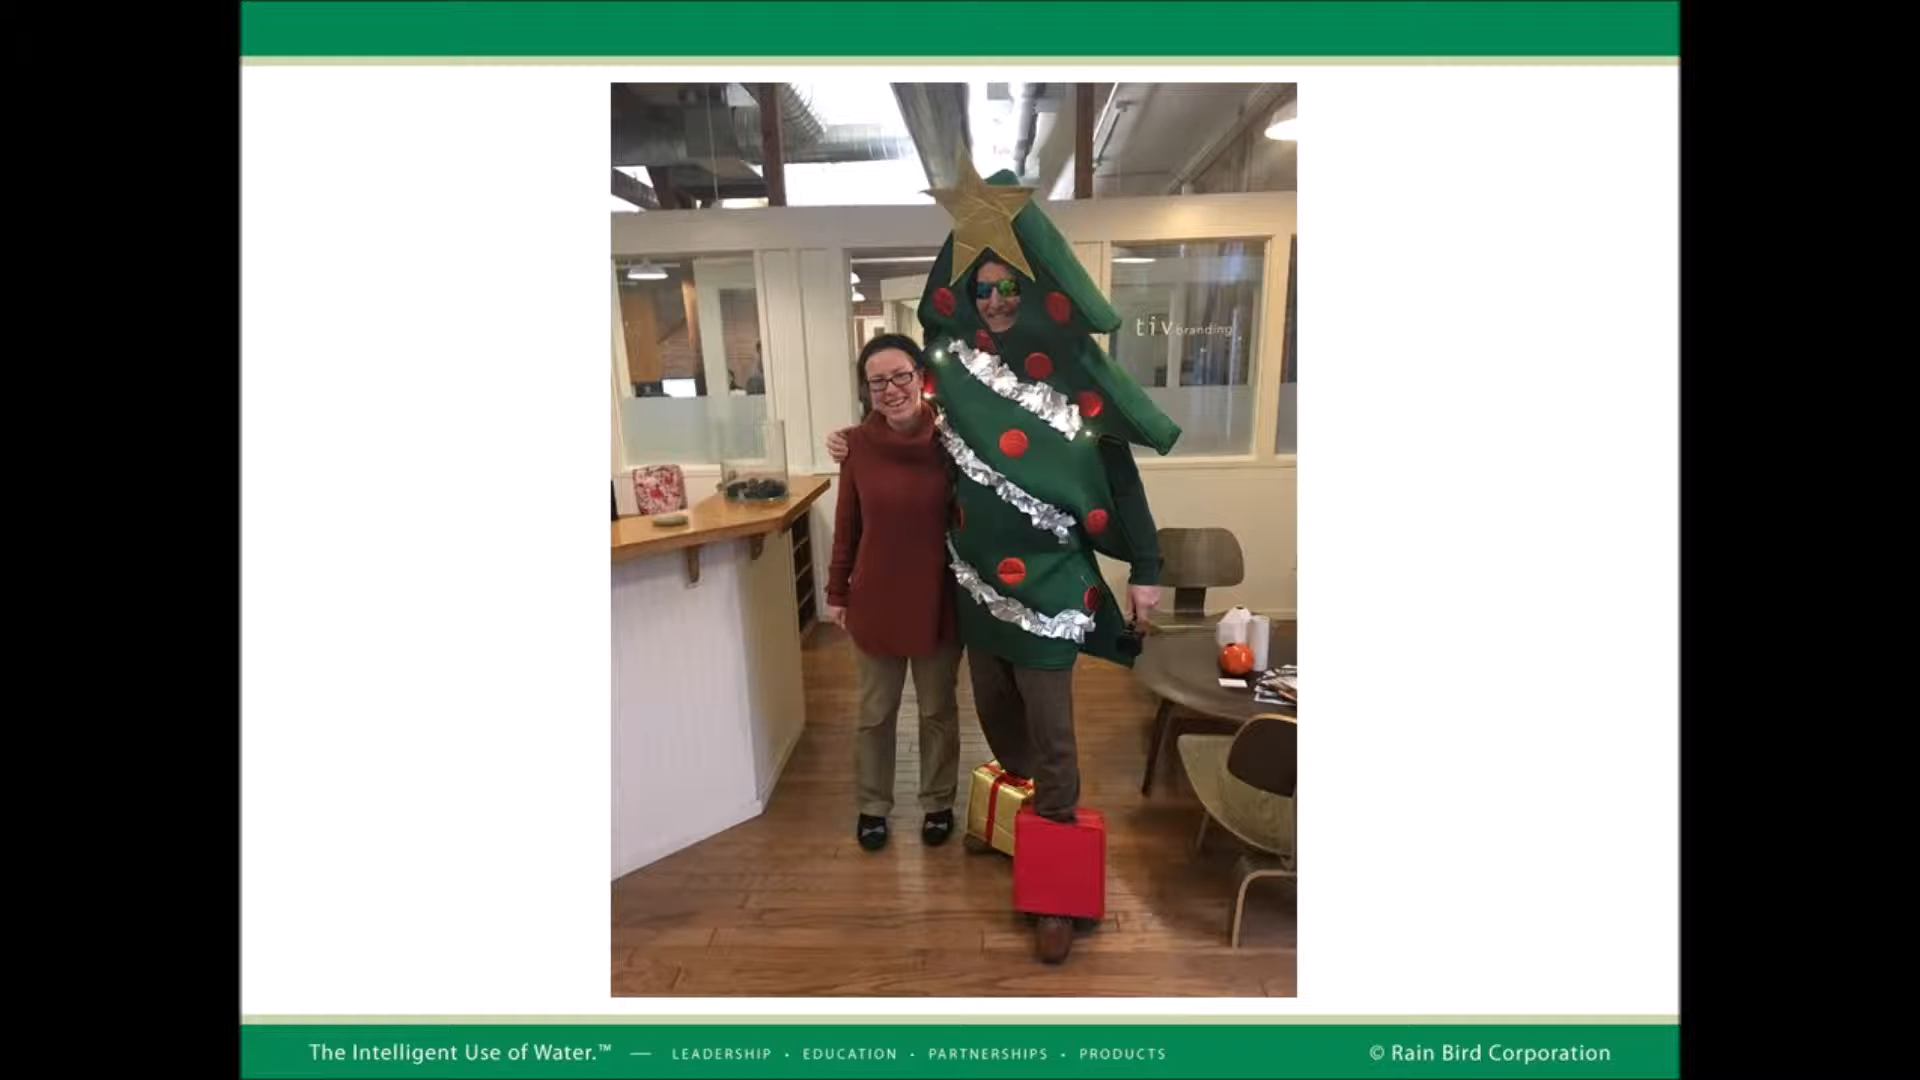 tiv branding
The Intelligent Use of Water.™ — LEADERSHIP • EDUCATION • PARTNERSHIPS • PRODUCTS
© Rain Bird Corporation